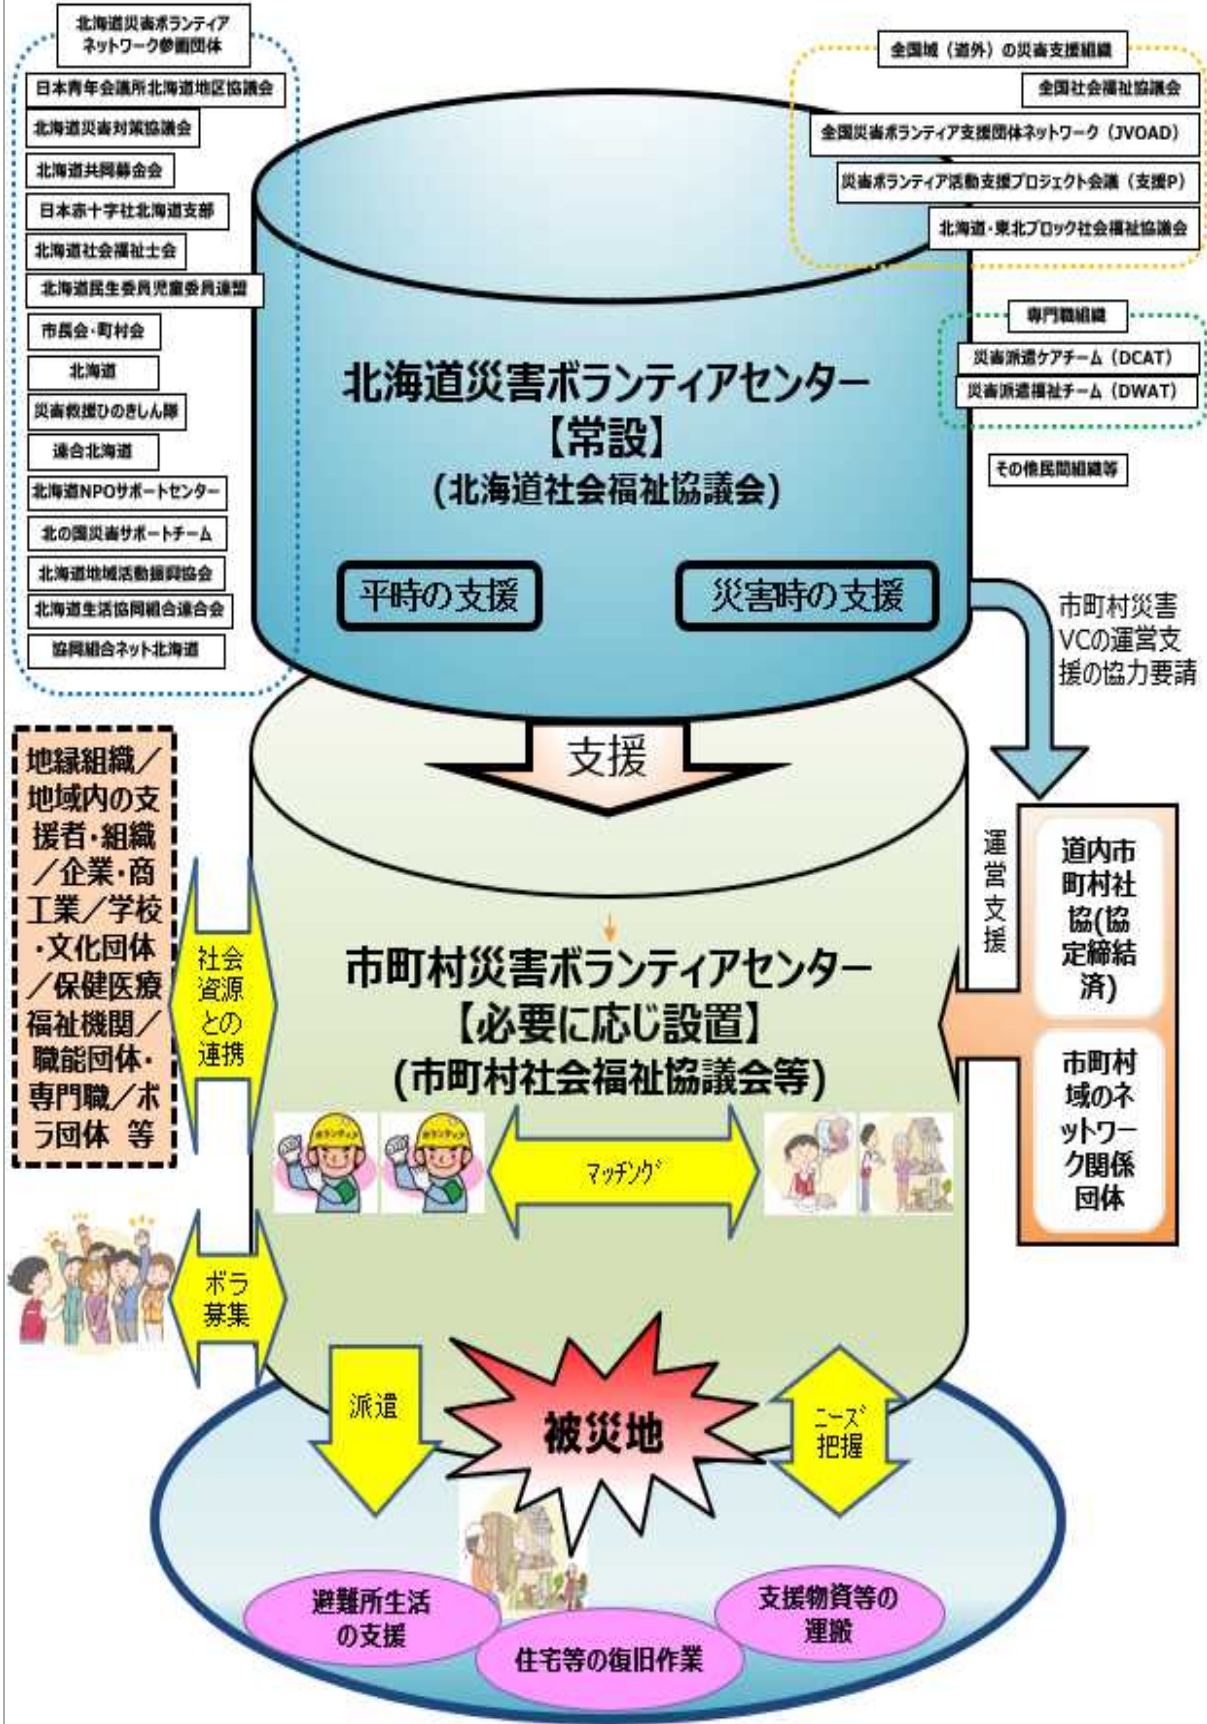 北海道災害ボランティア
ネットワーク参画団体
日本青年会議所北海道地区協議会
北海道災害対策協議会
北海道共同募金会
日本赤十字社北海道支部
北海道社会福祉士会
北海道民生委員児童委員連盟
市長会・町村会
北海道
災害救援ひのきしん隊
連合北海道
北海道NPOサポートセンター
北の国災害サポートチーム
北海道地域活動振興協会
北海道生活協同組合連合会
協同組合ネット北海道
全国域(道外)の災害支援組織
全国社会福祉協議会
全国災害ボランティア支援団体ネットワーク(JVOAD)
災害ボランティア活動支援プロジェクト会議(支援P)
北海道・東北ブロック社会福祉協議会
専門職組織
災害派遣ケアチーム(DCAT)
災害派遣福祉チーム(DWAT)
その他民間組織等
北海道災害ボランティアセンター
【常設】
(北海道社会福祉協議会)
平時の支援
災害時の支援
市町村災害
VCの運営支
援の協力要請
支援
地縁組織/
地域内の支
援者・組織
/企業・商
工業/学校
・文化団体
/保健医療
福祉機関/
職能団体・
専門職/ボ
ラ団体 等
社会
資源
との
連携
市町村災害ボランティアセンター
【必要に応じ設置】
(市町村社会福祉協議会等)
運営支援
道内市
町村社
協(協
定締結
済)
市町村
域のネ
ットワー
ク関係
団体
ボランティア
ボランティア
マッチング
ボラ
募集
派遣
被災地
ニーズ
把握
避難所生活
の支援
住宅等の復旧作業
支援物資等の
運搬